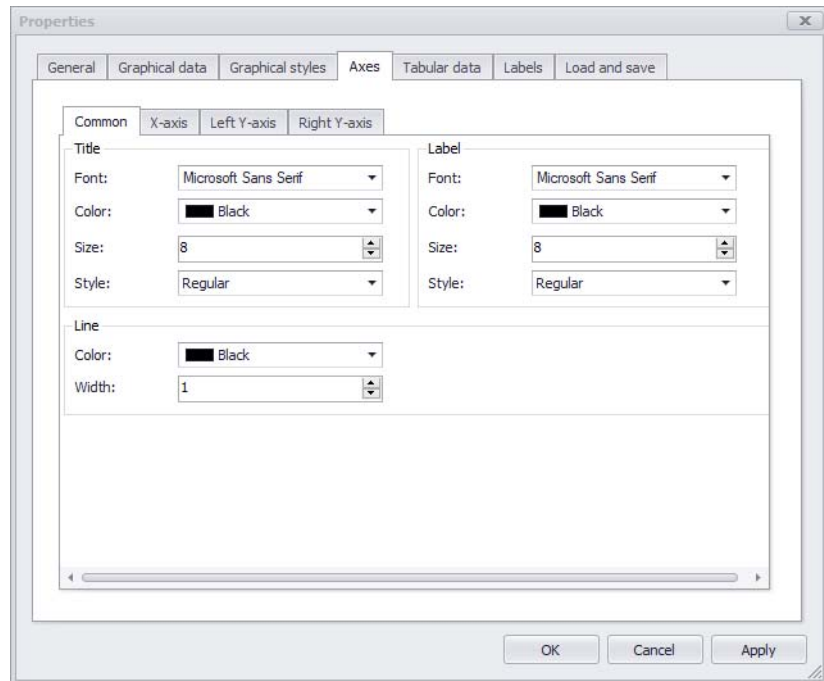 Properties
General Graphical data Graphical styles Axes Tabular data Labels Load and save
Common X-axis Left Y-axis Right Y-axis
Title
Font: Microsoft Sans Serif
Color: Black
Size: 8
Style: Regular
Label
Font: Microsoft Sans Serif
Color: Black
Size: 8
Style: Regular
Line
Color: Black
Width: 1
OK Cancel Apply